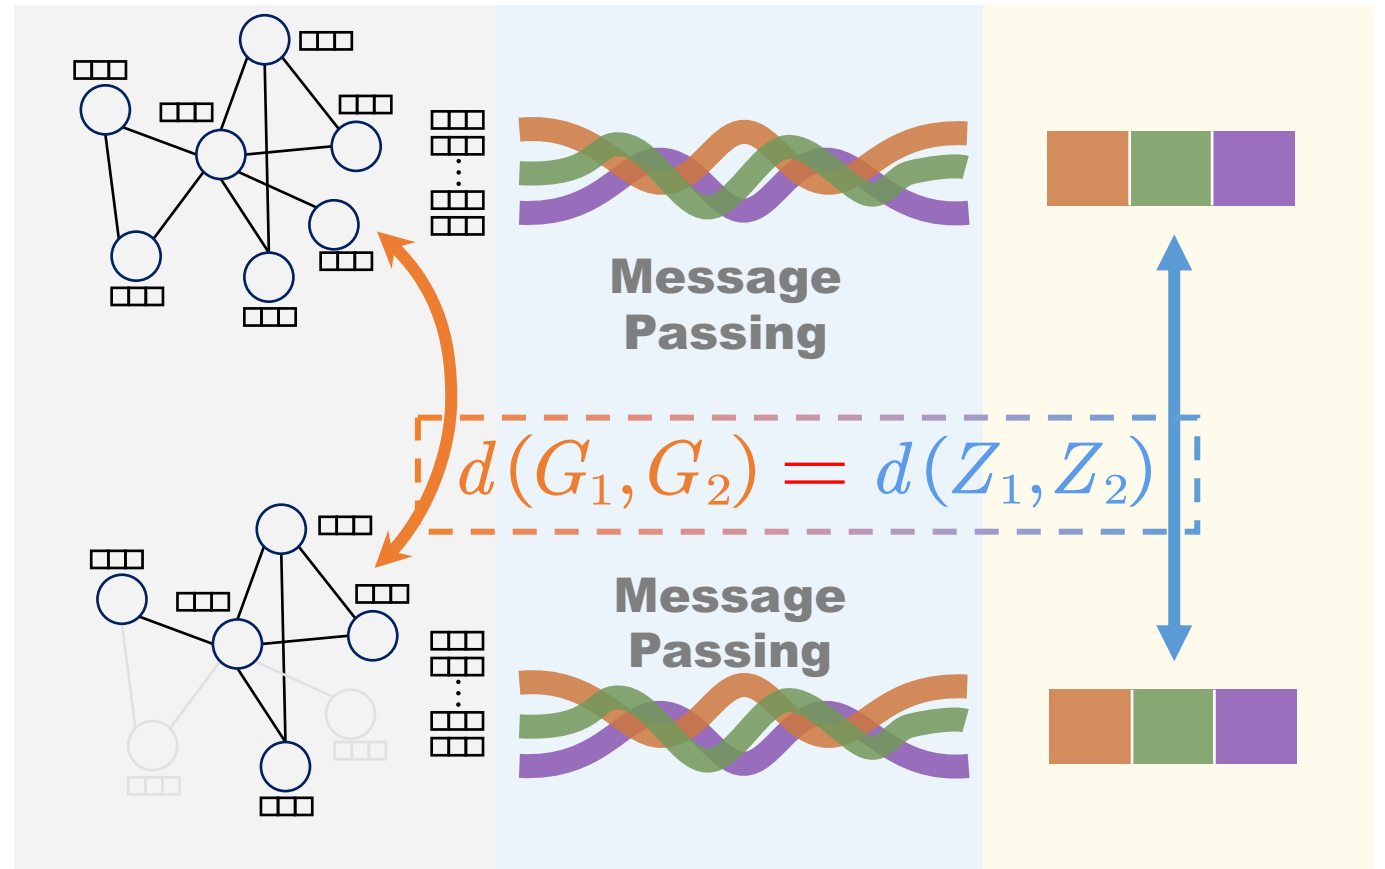 Message
Passing
d(G₁, G₂) = d(Z₁, Z₂)
Message
Passing